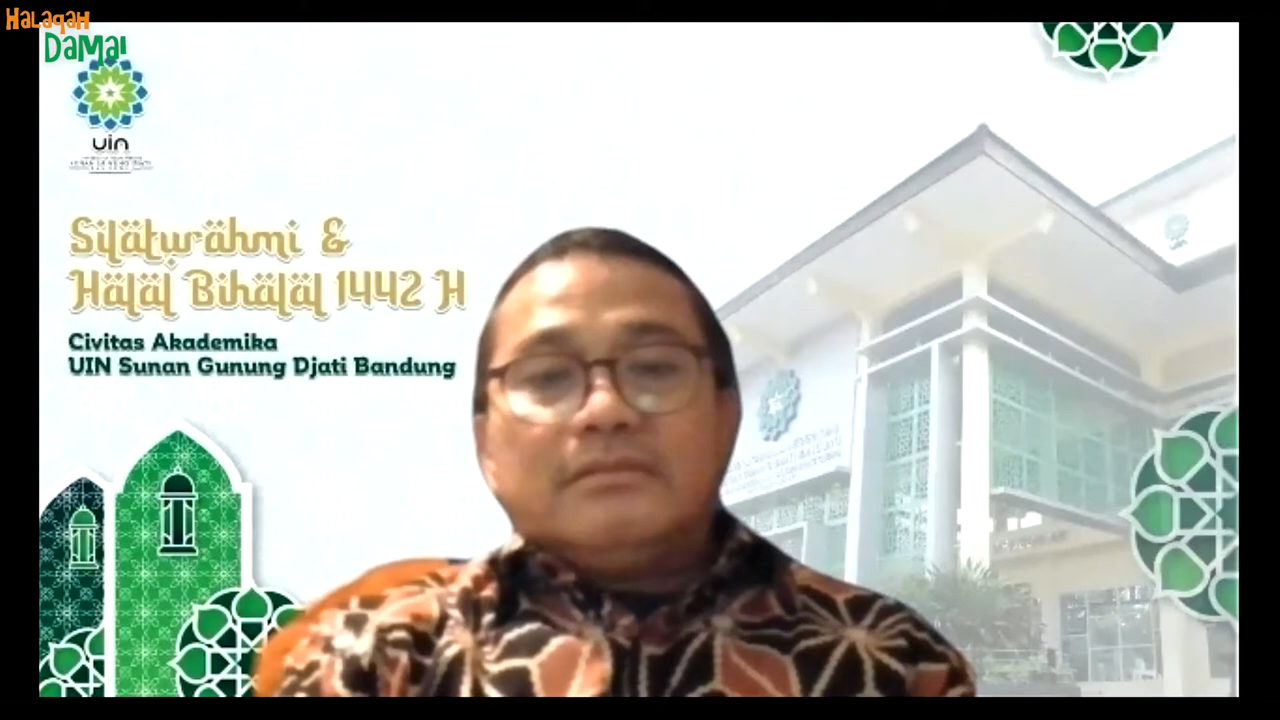 HaLaqaH
DaMaI
uin
Silaturahmi &
Halal Bihalal 1442 H
Civitas Akademika
UIN Sunan Gunung Djati Bandung